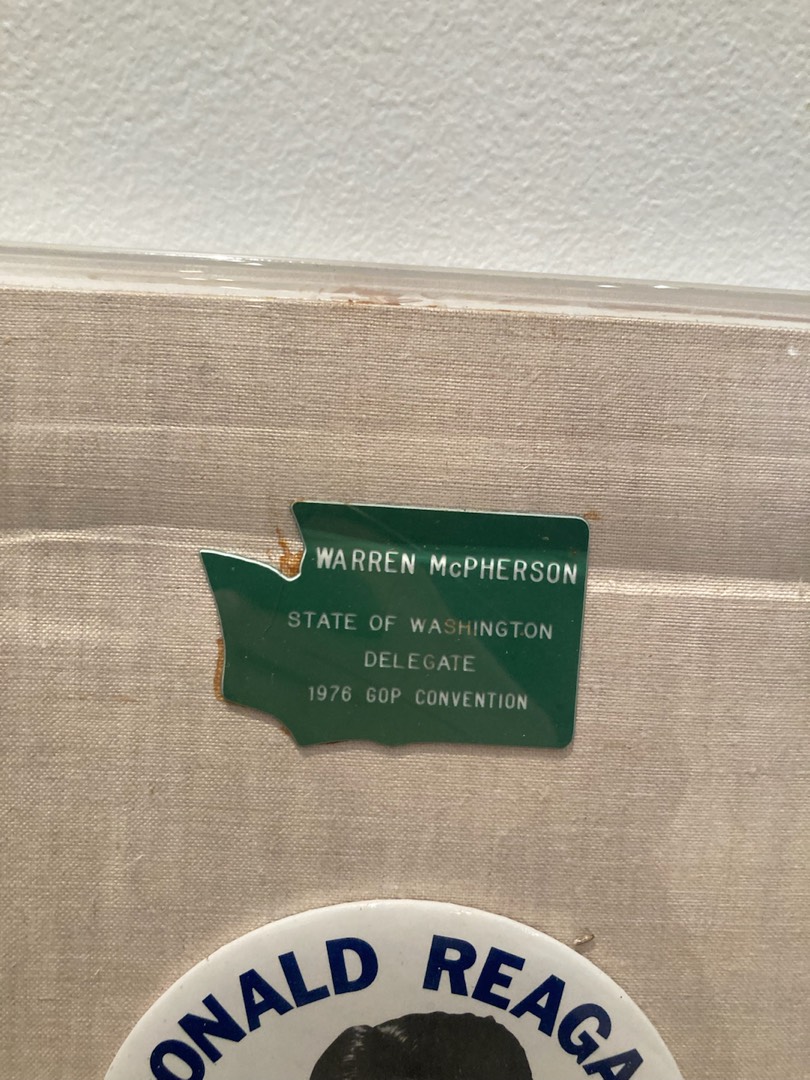 WARREN McPHERSON
STATE OF WASHINGTON
DELEGATE
1976 GOP CONVENTION
ONALD REAGA